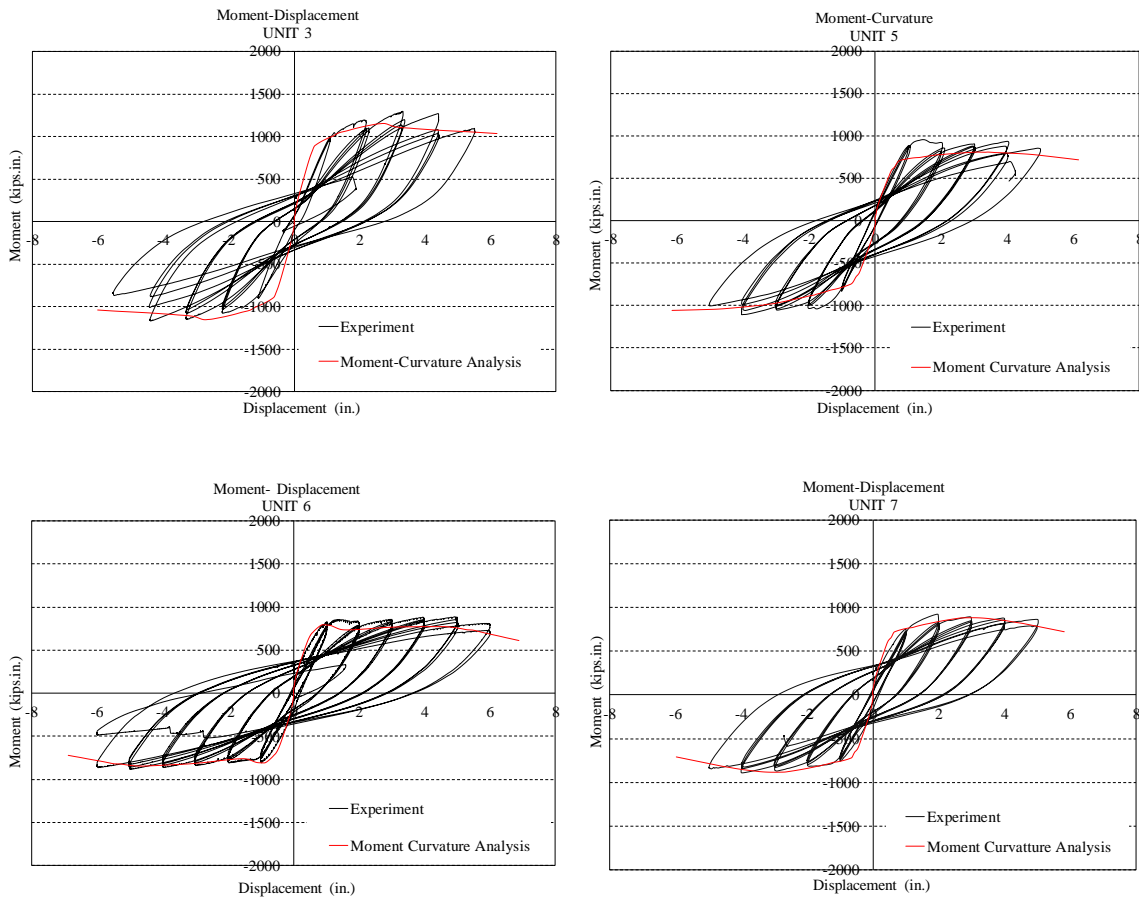 Moment-Displacement
UNIT 3
2000
1500
1000
500
0
-500
-1000
-1500
-2000
-8 -6 -4 -2 0 2 4 6 8
Moment (kips.in.)
Displacement (in.)
Experiment
Moment-Curvature Analysis
Moment-Curvature
UNIT 5
2000
1500
1000
500
0
-500
-1000
-1500
-2000
-8 -6 -4 -2 0 2 4 6 8
Moment (kips.in.)
Displacement (in.)
Experiment
Moment Curvature Analysis
Moment- Displacement
UNIT 6
2000
1500
1000
500
0
-500
-1000
-1500
-2000
-8 -6 -4 -2 0 2 4 6 8
Moment (kips.in.)
Displacement (in.)
Experiment
Moment Curvature Analysis
Moment-Displacement
UNIT 7
2000
1500
1000
500
0
-500
-1000
-1500
-2000
-8 -6 -4 -2 0 2 4 6 8
Moment (kips.in.)
Displacement (in.)
Experiment
Moment Curvatture Analysis